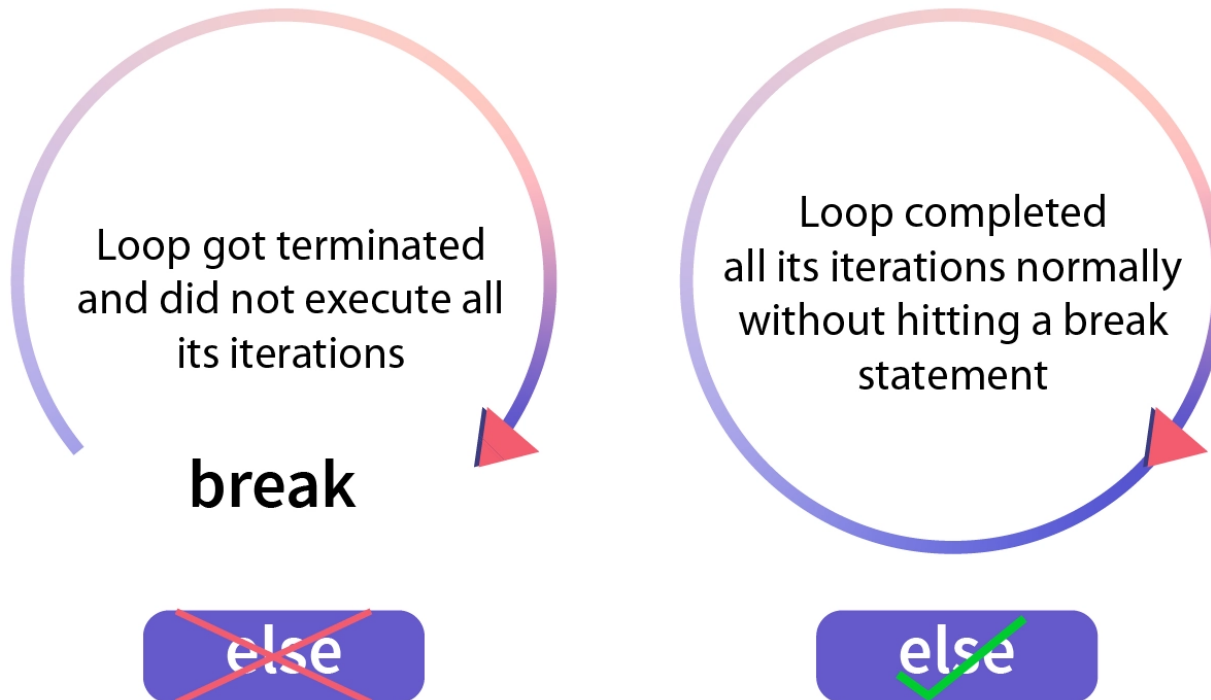 Loop got terminated
and did not execute all
its iterations
break
else
Loop completed
all its iterations normally
without hitting a break
statement
else